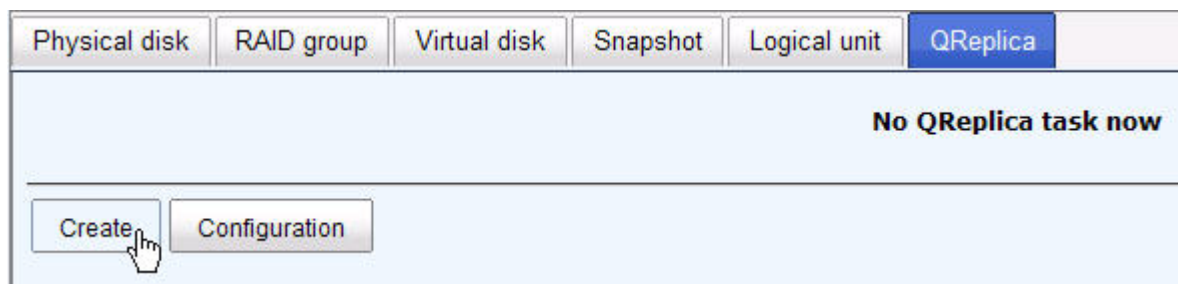 Physical disk RAID group Virtual disk Snapshot Logical unit QReplica
No QReplica task now
Create Configuration